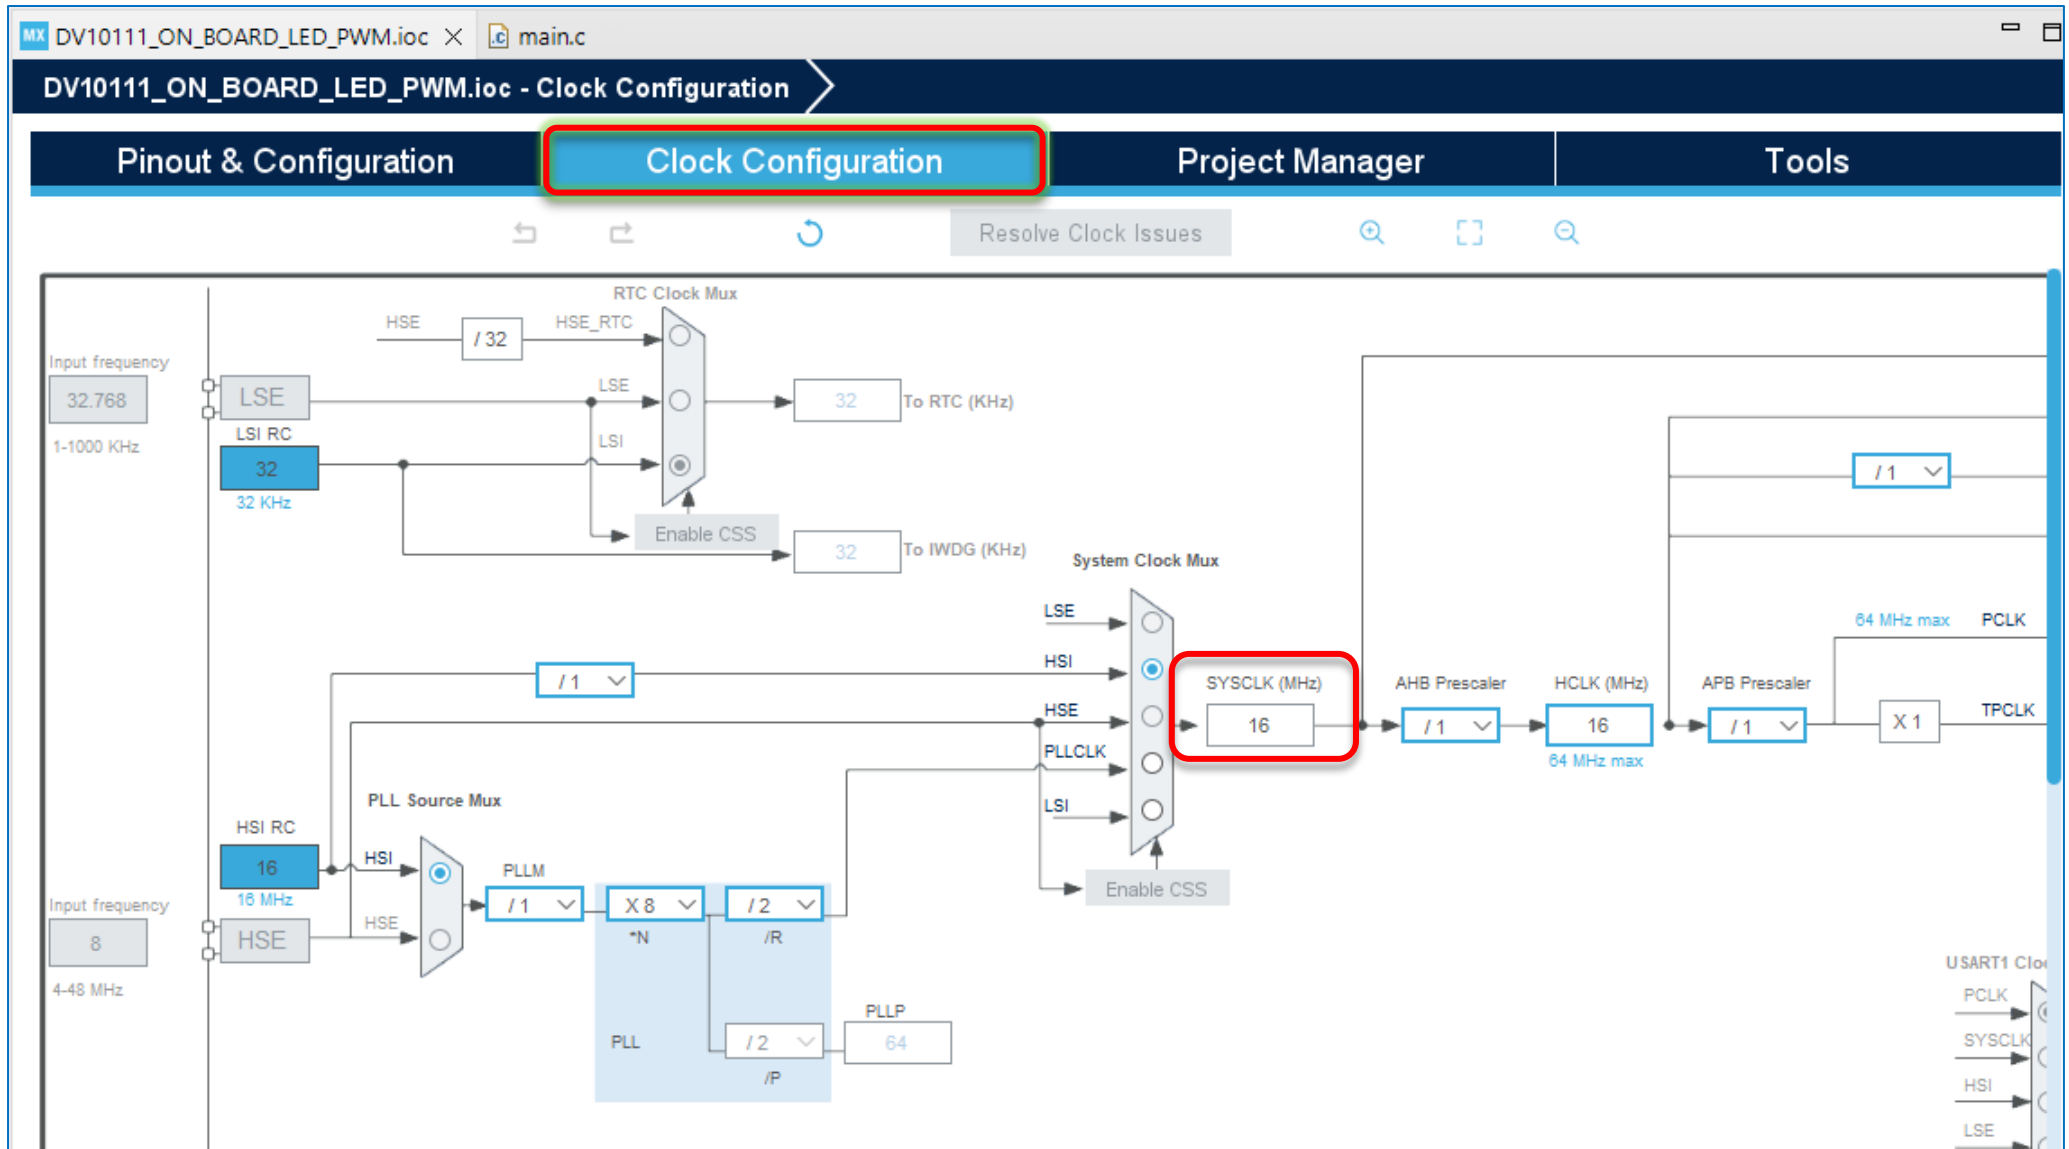 MX DV10111_ON_BOARD_LED_PWM.ioc
.c main.c
DV10111_ON_BOARD_LED_PWM.ioc - Clock Configuration
Pinout & Configuration
Clock Configuration
Project Manager
Tools
Resolve Clock Issues
RTC Clock Mux
HSE
/ 32
HSE_RTC
Input frequency
32.768
1-1000 KHz
LSE
LSE
32
To RTC (KHz)
LSI RC
32
32 KHz
LSI
Enable CSS
32
To IWDG (KHz)
/ 1
System Clock Mux
LSE
HSI
HSE
PLLCLK
LSI
Enable CSS
/ 1
SYSCLK (MHz)
16
AHB Prescaler
/ 1
HCLK (MHz)
16
64 MHz max
APB Prescaler
/ 1
64 MHz max
PCLK
X 1
TPCLK
PLL Source Mux
HSI RC
16
16 MHz
HSI
HSE
Input frequency
8
4-48 MHz
HSE
PLLM
/ 1
X 8
*N
/ 2
/R
PLL
/ 2
/P
PLLP
64
USART1 Clo
PCLK
SYSCLK
HSI
LSE